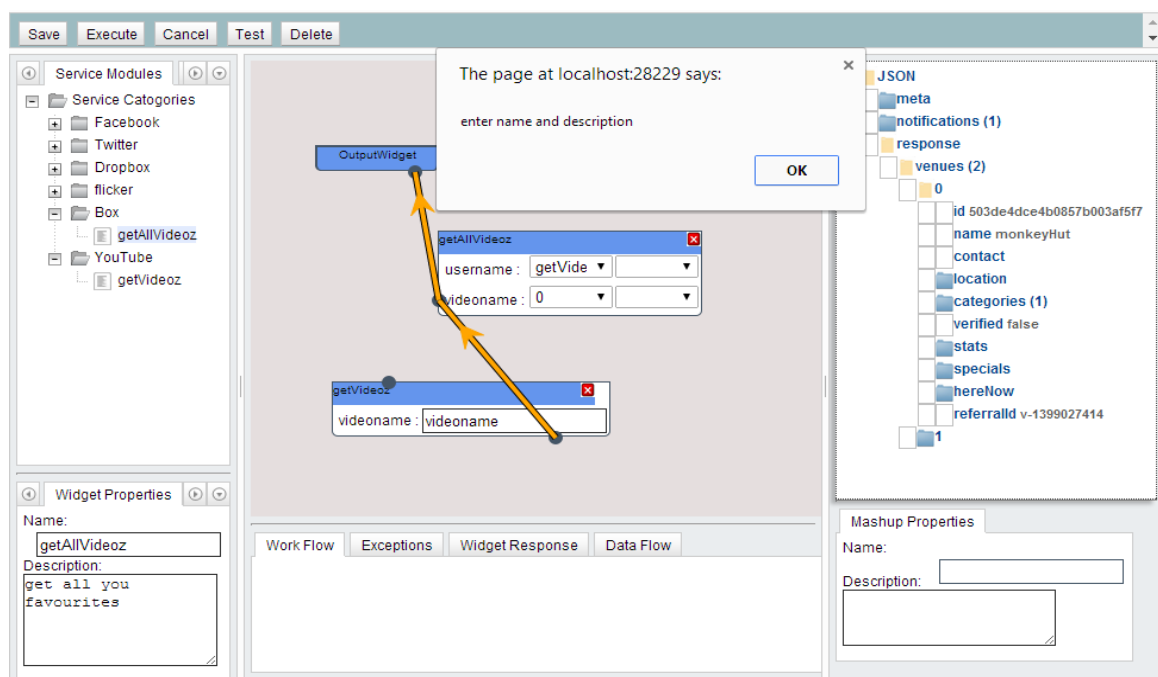 Save Execute Cancel Test Delete
Service Modules
Service Catogories
Facebook
Twitter
Dropbox
flicker
Box
getAllVideoz
YouTube
getVideoz
Widget Properties
Name:
getAllVideoz
Description:
get all you
favourites
The page at localhost:28229 says:
enter name and description
OK
OutputWidget
getAllVideoz
username : getVide
videoname : 0
getVideoz
videoname : videoname
Work Flow Exceptions Widget Response Data Flow
JSON
meta
notifications (1)
response
venues (2)
0
id 503de4dce4b0857b003af5f7
name monkeyHut
contact
location
categories (1)
verified false
stats
specials
hereNow
referralId v-1399027414
1
Mashup Properties
Name:
Description: